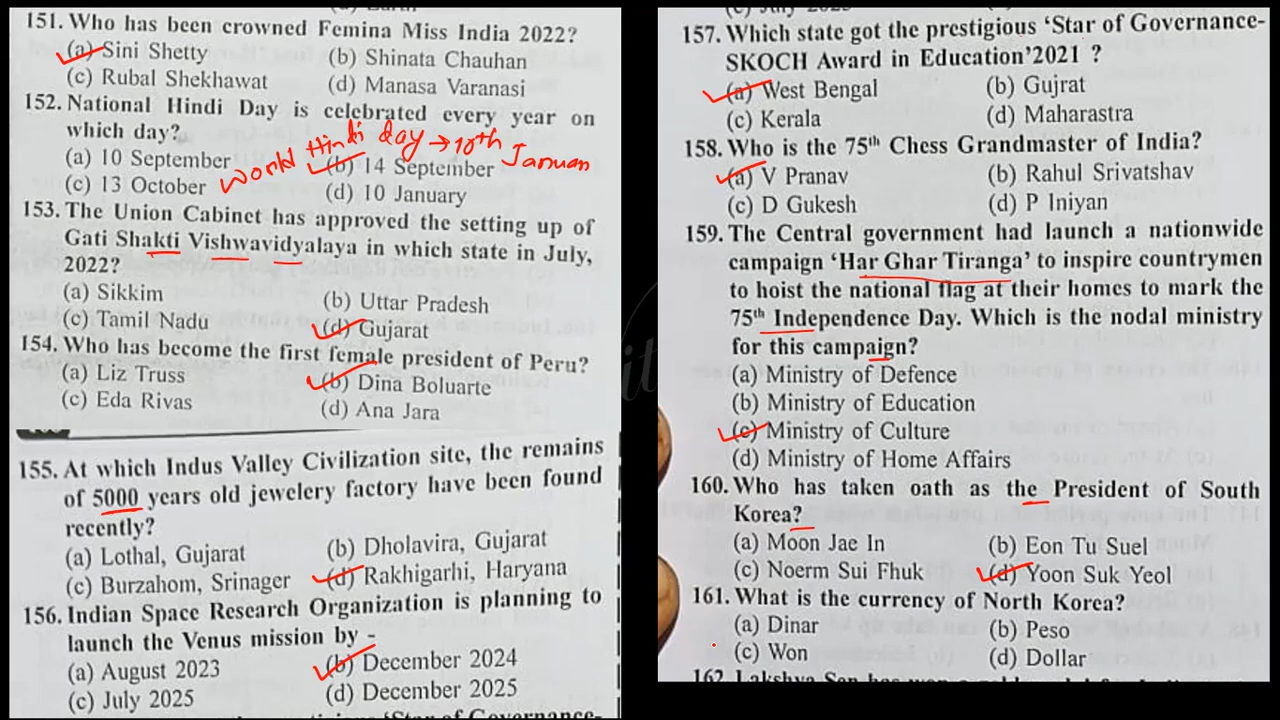 151. Who has been crowned Femina Miss India 2022?
(a) Sini Shetty (b) Shinata Chauhan
(c) Rubal Shekhawat (d) Manasa Varanasi
152. National Hindi Day is celebrated every year on
which day?
World Hindi day → 10th Januan
(a) 10 September (b) 14 September
(c) 13 October (d) 10 January
153. The Union Cabinet has approved the setting up of
Gati Shakti Vishwavidyalaya in which state in July,
2022?
(a) Sikkim (b) Uttar Pradesh
(c) Tamil Nadu (d) Gujarat
154. Who has become the first female president of Peru?
(a) Liz Truss (b) Dina Boluarte
(c) Eda Rivas (d) Ana Jara
155. At which Indus Valley Civilization site, the remains
of 5000 years old jewelery factory have been found
recently?
(a) Lothal, Gujarat (b) Dholavira, Gujarat
(c) Burzahom, Srinager (d) Rakhigarhi, Haryana
156. Indian Space Research Organization is planning to
launch the Venus mission by -
(a) August 2023 (b) December 2024
(c) July 2025 (d) December 2025
157. Which state got the prestigious ‘Star of Governance-
SKOCH Award in Education’2021 ?
(a) West Bengal (b) Gujrat
(c) Kerala (d) Maharastra
158. Who is the 75th Chess Grandmaster of India?
(a) V Pranav (b) Rahul Srivatshav
(c) D Gukesh (d) P Iniyan
159. The Central government had launch a nationwide
campaign ‘Har Ghar Tiranga’ to inspire countrymen
to hoist the national flng at their homes to mark the
75th Independence Day. Which is the nodal ministry
for this campaign?
(a) Ministry of Defence
(b) Ministry of Education
(c) Ministry of Culture
(d) Ministry of Home Affairs
160. Who has taken oath as the President of South
Korea?
(a) Moon Jae In (b) Eon Tu Suel
(c) Noerm Sui Fhuk (d) Yoon Suk Yeol
161. What is the currency of North Korea?
(a) Dinar (b) Peso
(c) Won (d) Dollar